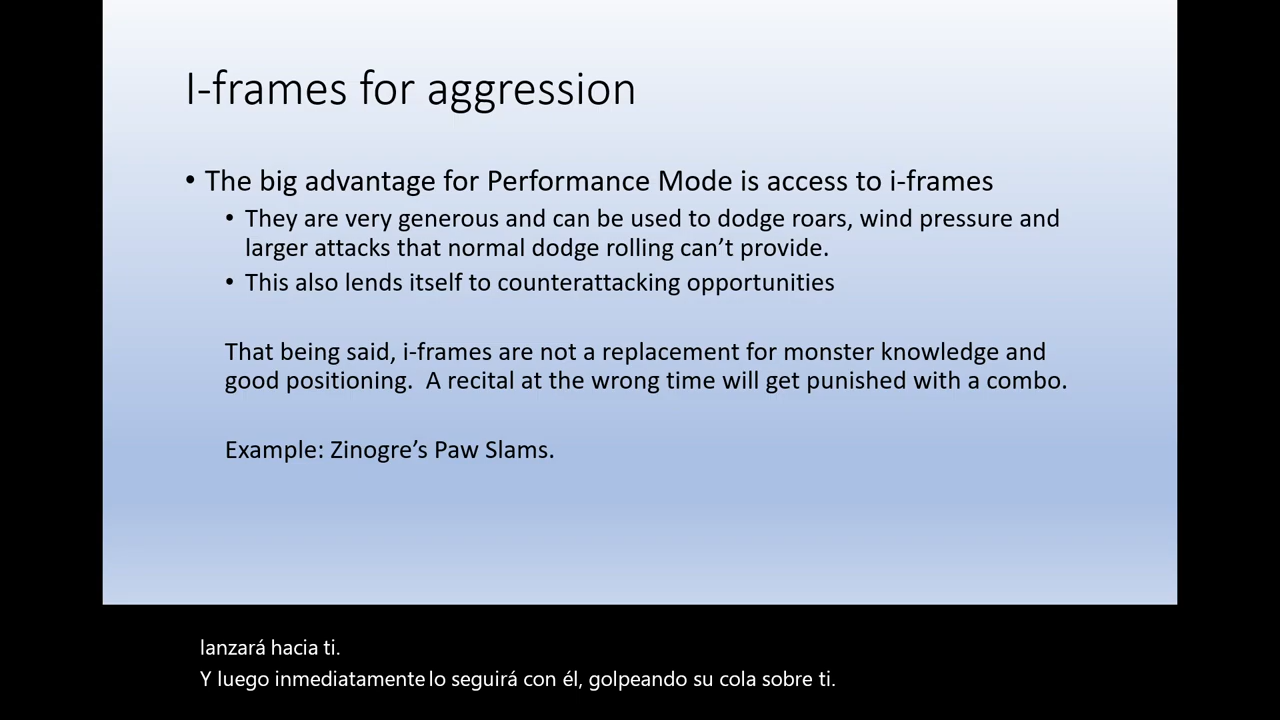 I-frames for aggression
• The big advantage for Performance Mode is access to i-frames
• They are very generous and can be used to dodge roars, wind pressure and
larger attacks that normal dodge rolling can’t provide.
• This also lends itself to counterattacking opportunities
That being said, i-frames are not a replacement for monster knowledge and
good positioning.  A recital at the wrong time will get punished with a combo.
Example: Zinogre’s Paw Slams.
lanzará hacia ti.
Y luego inmediatamente lo seguirá con él, golpeando su cola sobre ti.